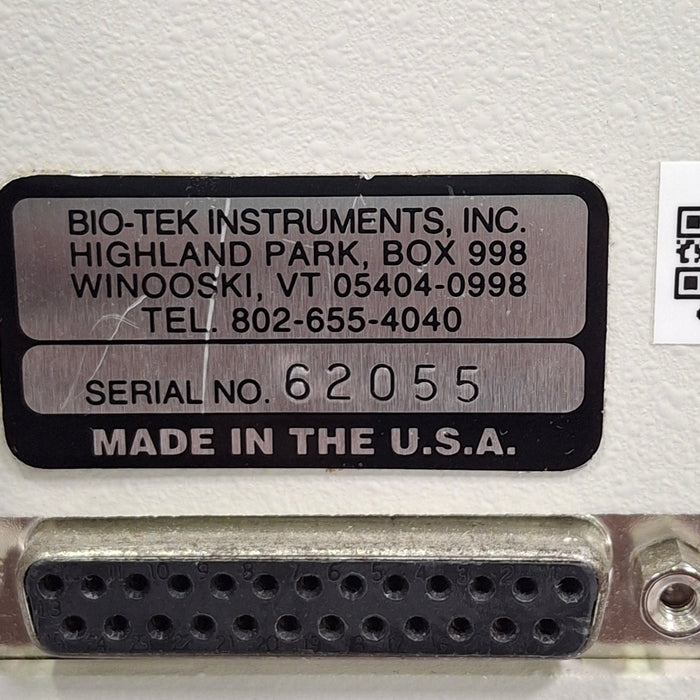 BIO-TEK INSTRUMENTS, INC.
HIGHLAND PARK, BOX 998
WINOOSKI, VT 05404-0998
TEL. 802-655-4040
SERIAL NO. 62055
MADE IN THE U.S.A.